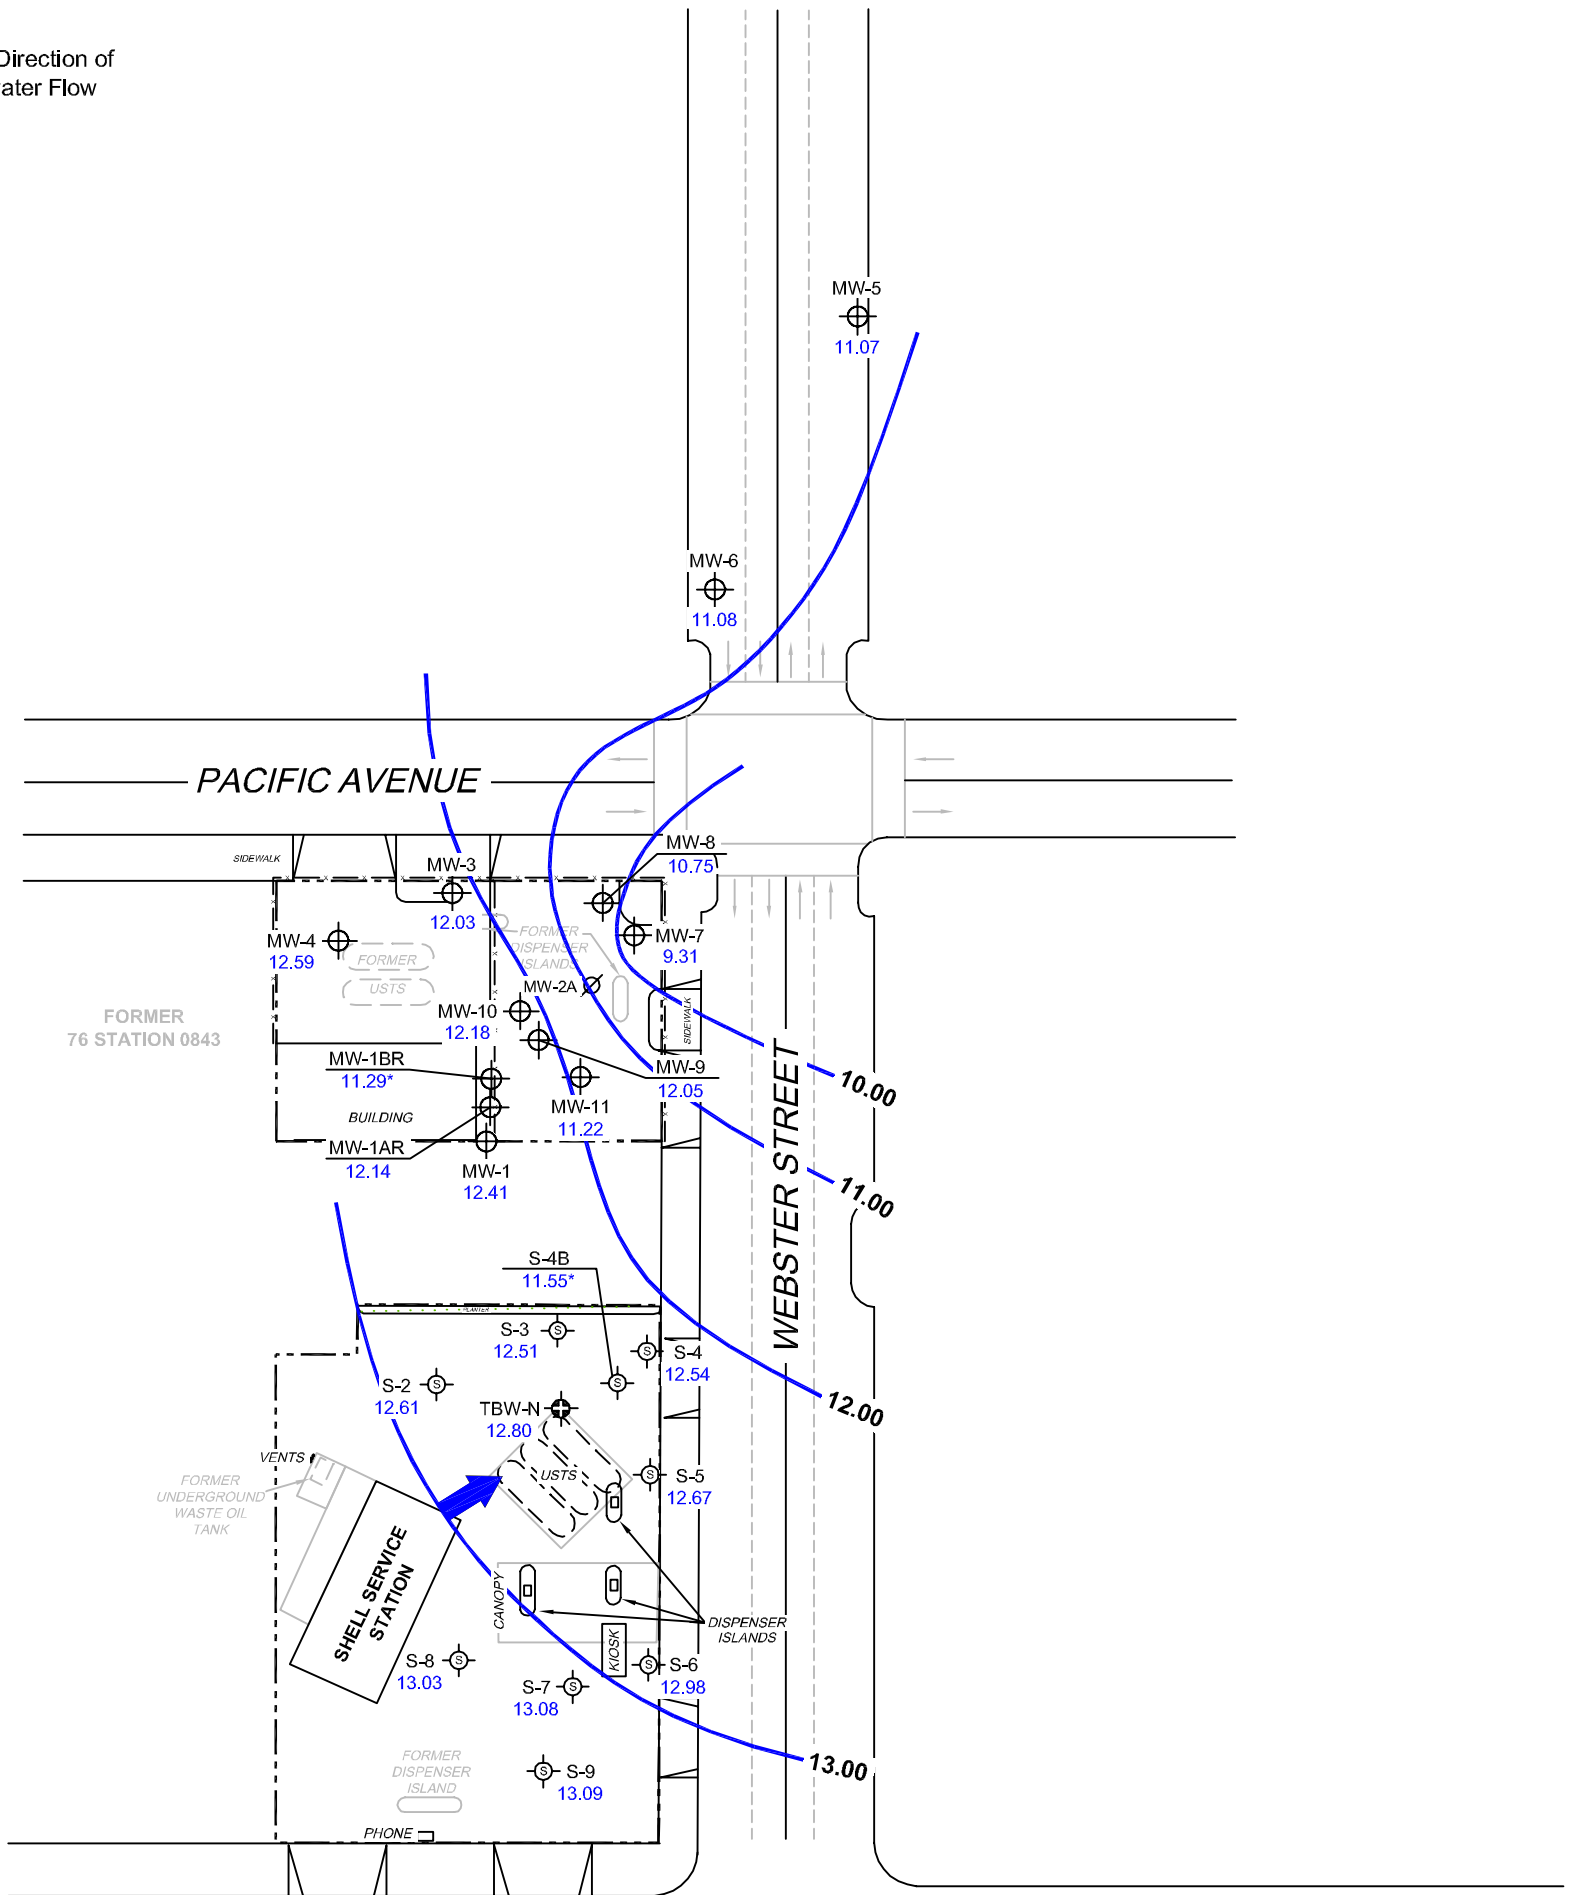 Direction of
ater Flow
MW-5
11.07
MW-6
11.08
PACIFIC AVENUE
SIDEWALK
MW-3
12.03
MW-8
10.75
MW-4
12.59
FORMER
USTS
FORMER
DISPENSER
ISLANDS
MW-7
9.31
MW-2A
MW-10
12.18
SIDEWALK
FORMER
76 STATION 0843
MW-1BR
11.29*
MW-9
12.05
10.00
BUILDING
MW-11
11.22
MW-1AR
12.14
MW-1
12.41
11.00
WEBSTER STREET
S-4B
11.55*
PLANTER
S-3
12.51
S-4
12.54
S-2
12.61
12.00
TBW-N
12.80
VENTS
USTS
S-5
12.67
FORMER
UNDERGROUND
WASTE OIL
TANK
SHELL SERVICE
STATION
CANOPY
DISPENSER
ISLANDS
KIOSK
S-8
13.03
S-6
12.98
S-7
13.08
13.00
FORMER
DISPENSER
ISLAND
S-9
13.09
PHONE